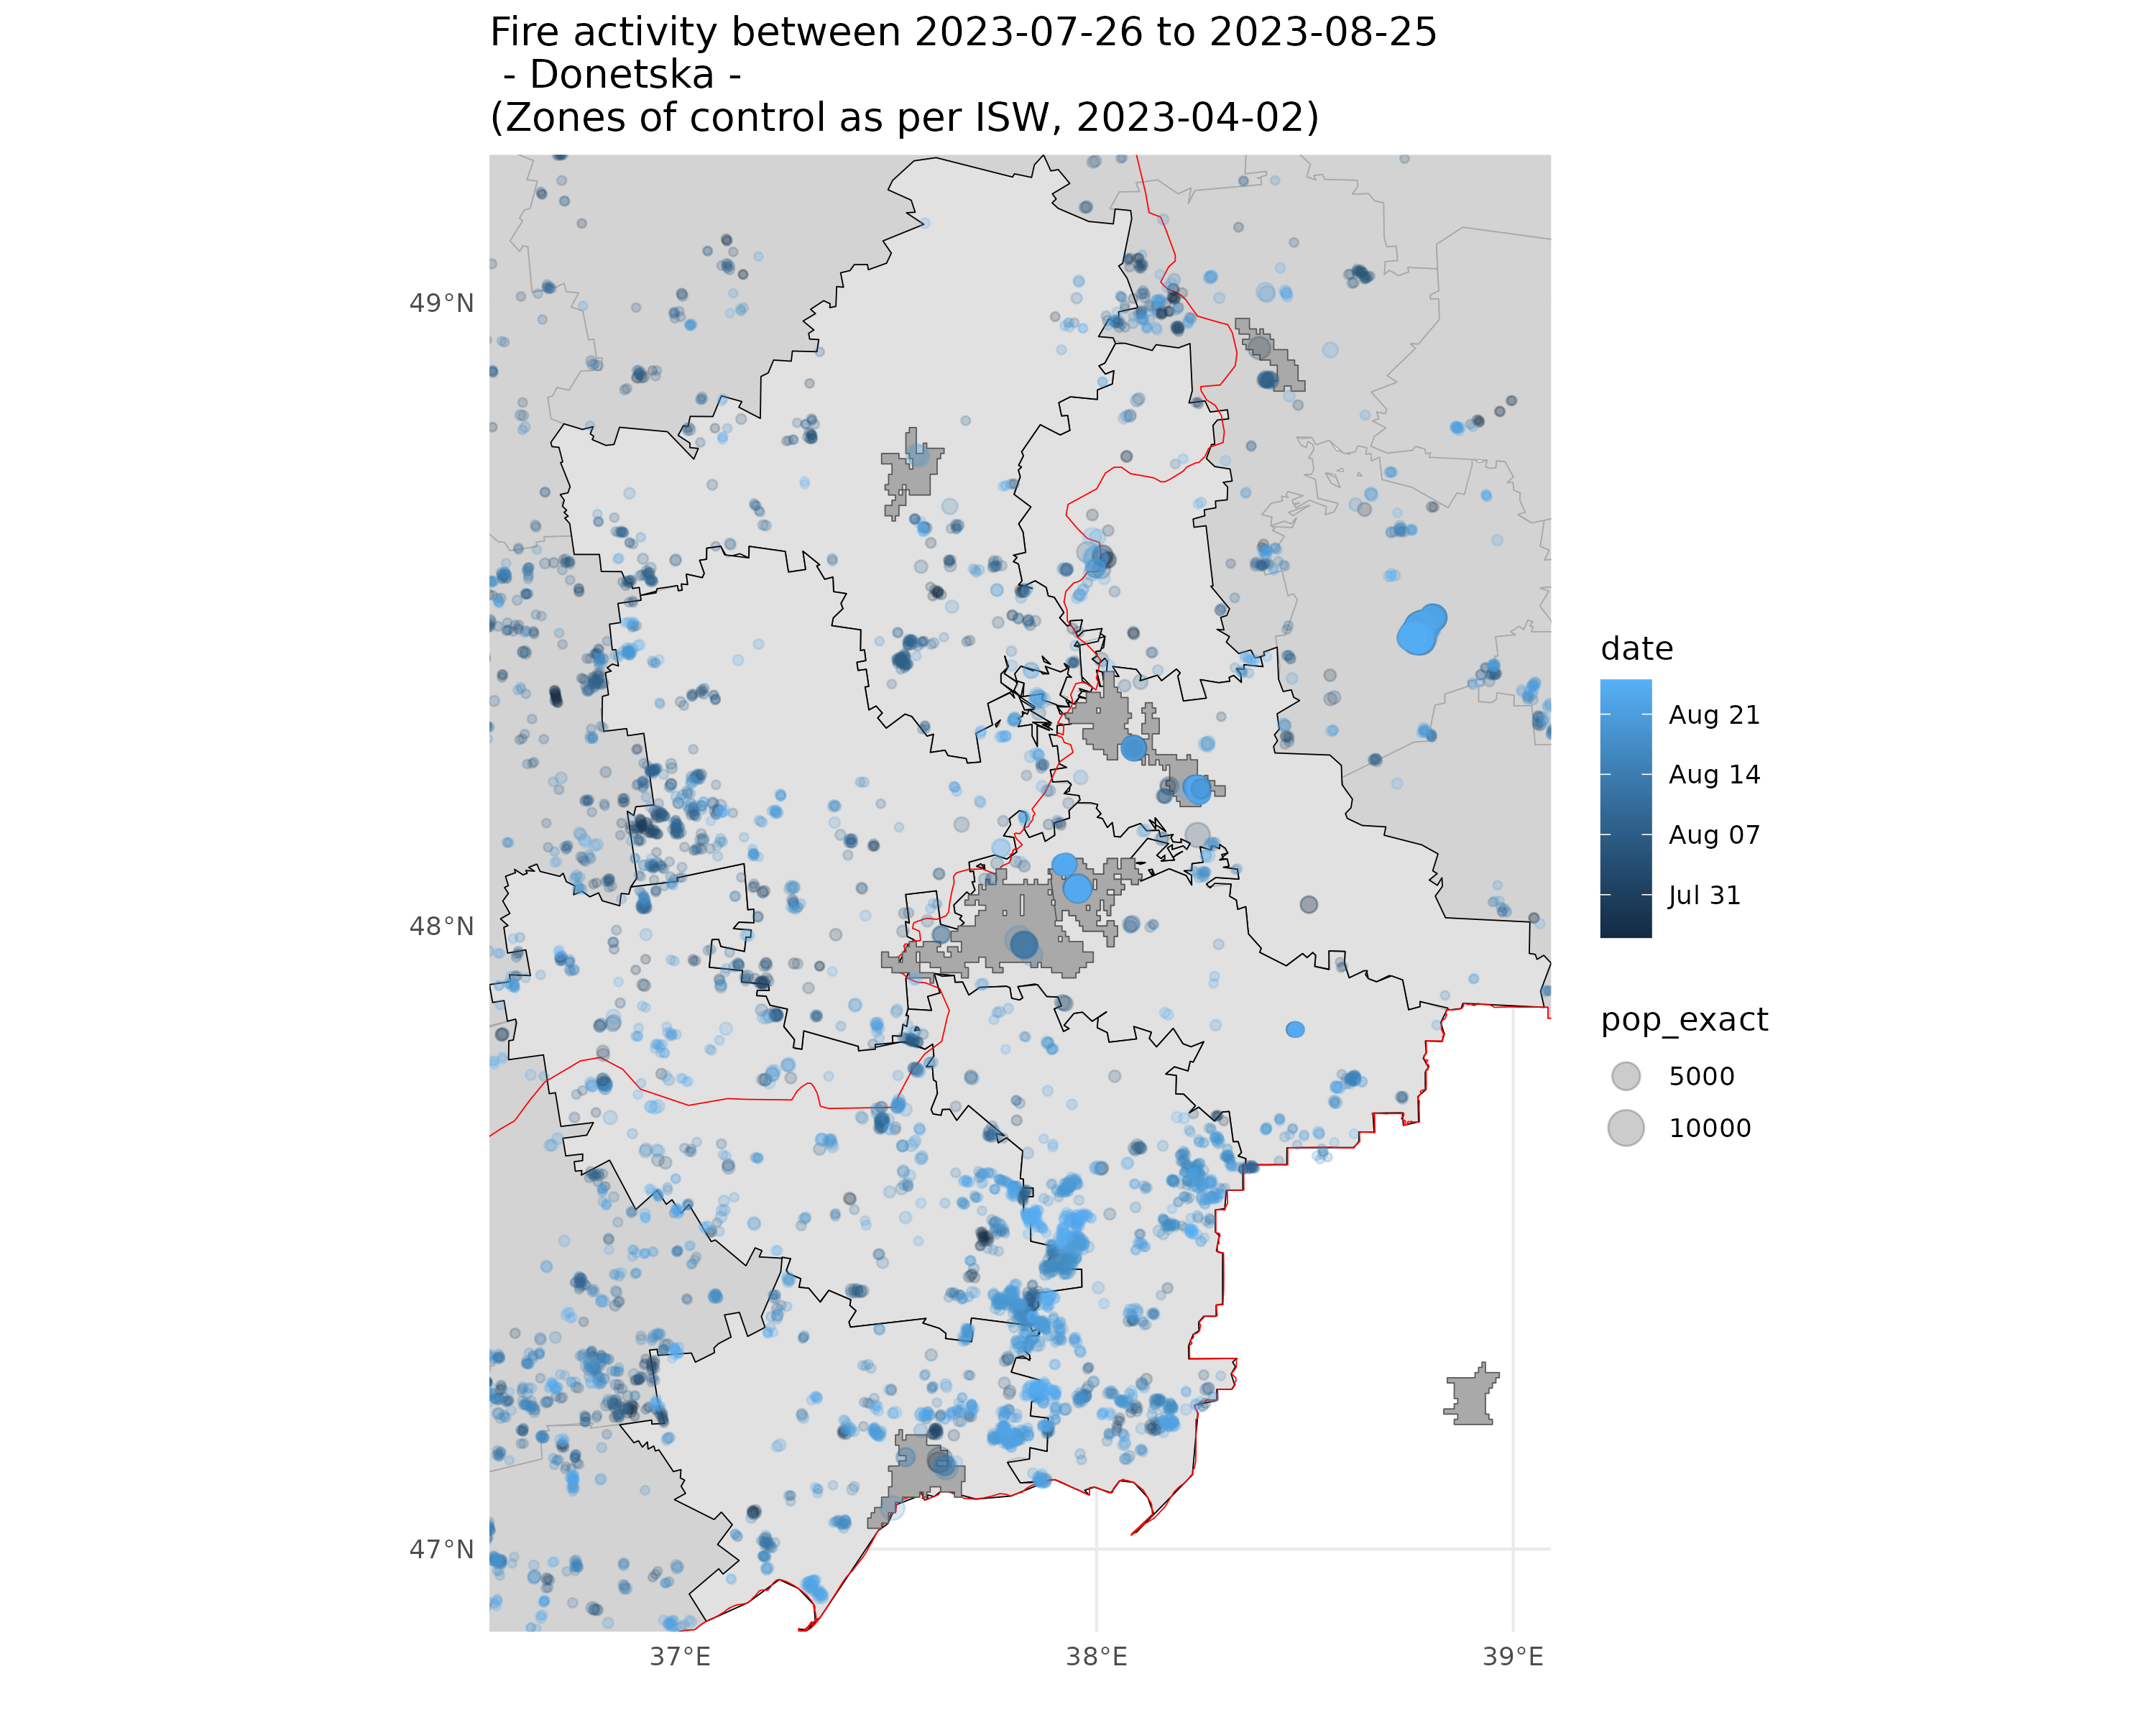 Fire activity between 2023-07-26 to 2023-08-25
- Donetska -
(Zones of control as per ISW, 2023-04-02)
49°N
48°N
47°N
37°E
38°E
39°E
date
Aug 21
Aug 14
Aug 07
Jul 31
pop_exact
5000
10000